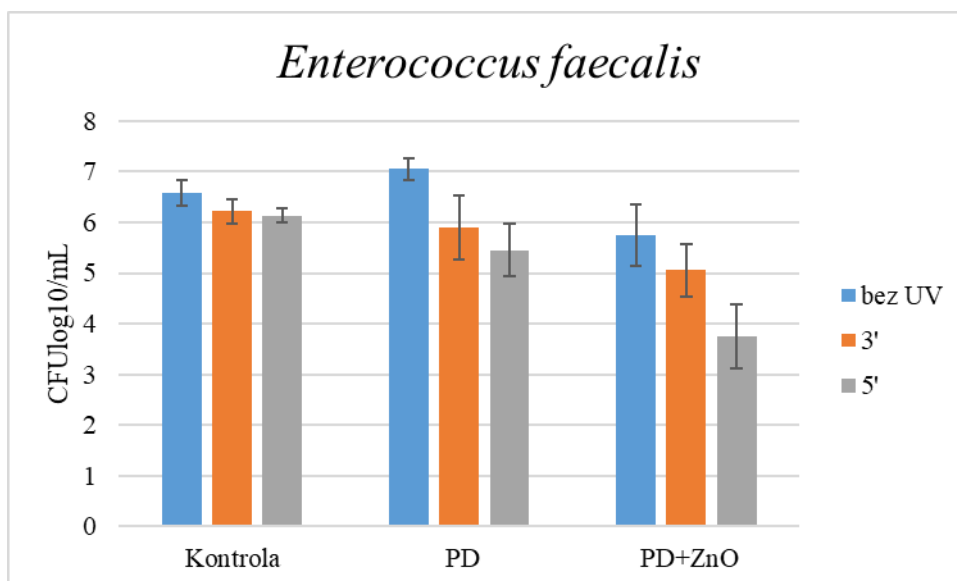 Enterococcus faecalis
8
7
6
5
4
3
2
1
0
CFUlog10/mL
Kontrola
PD
PD+ZnO
bez UV
3'
5'